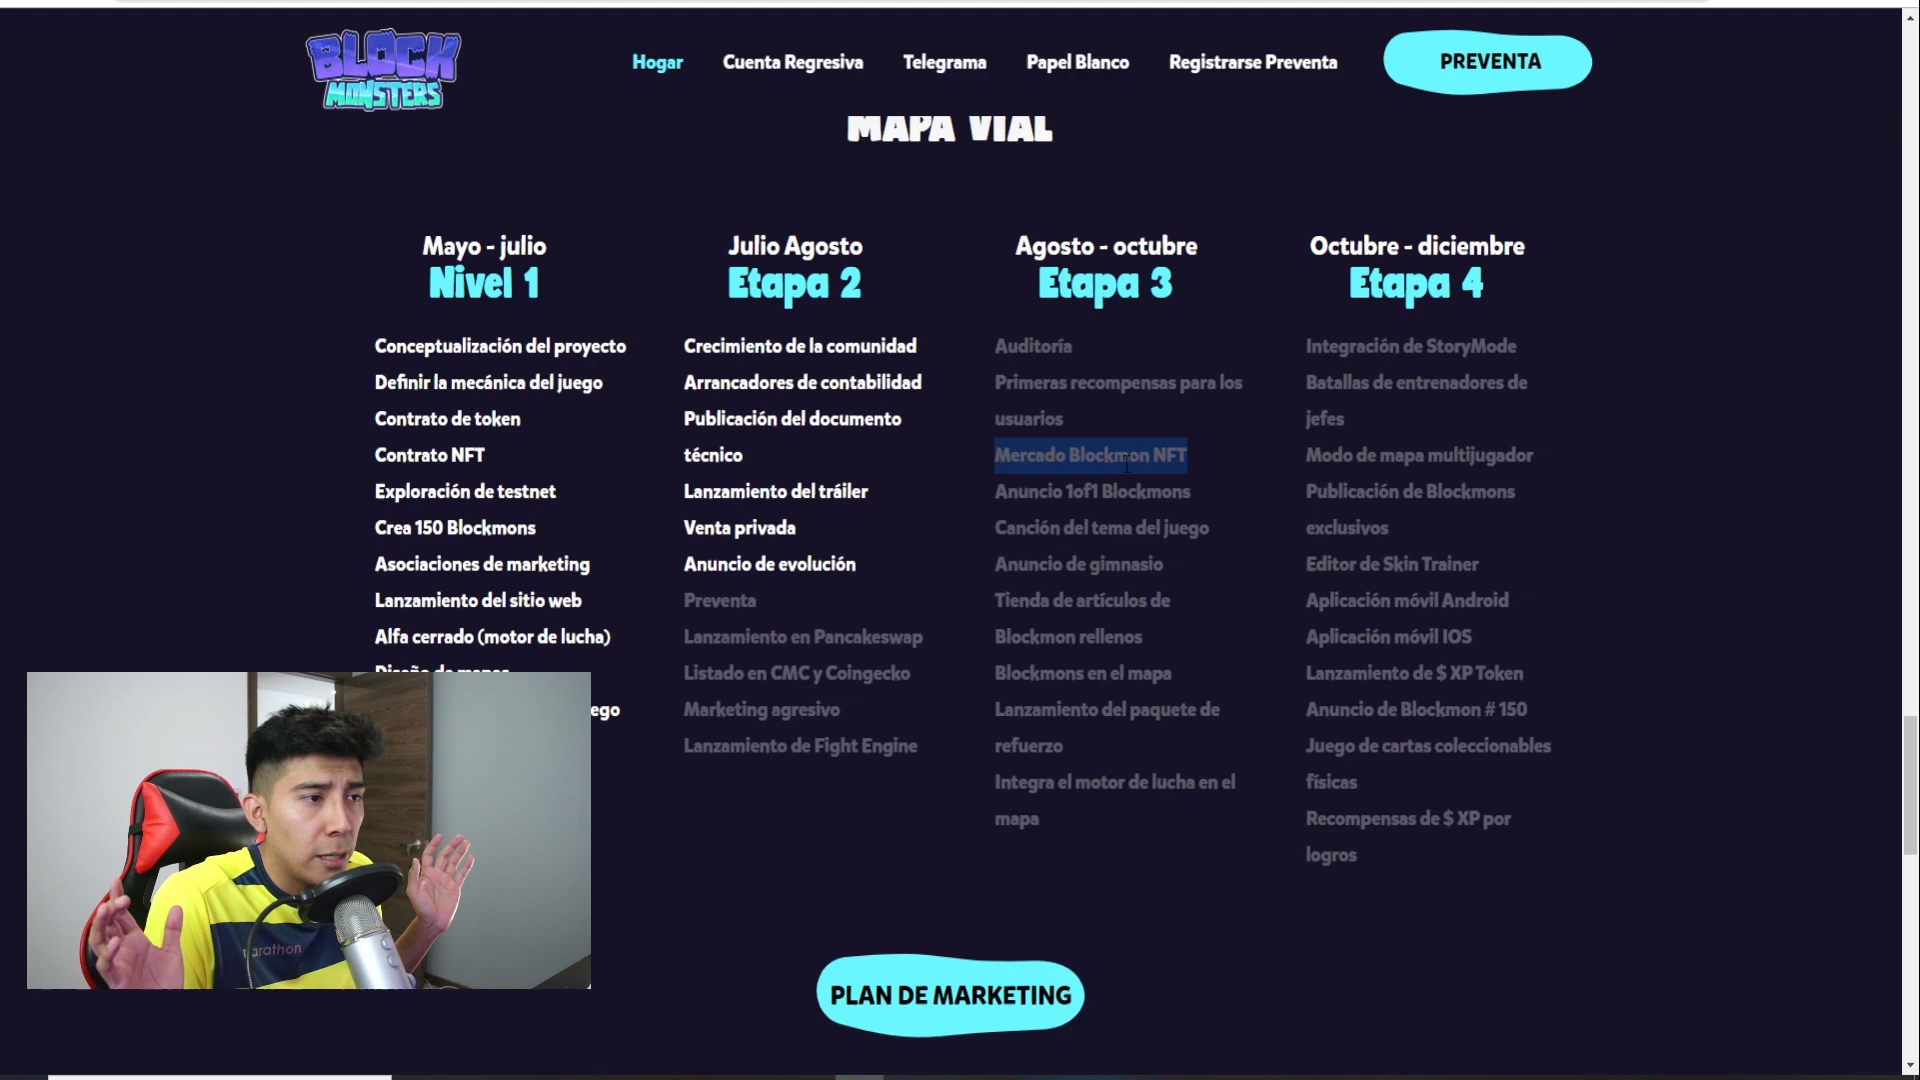 BLOCK
MONSTERS
Hogar
Cuenta Regresiva
Telegrama
Papel Blanco
Registrarse Preventa
PREVENTA
MAPA VIAL
Mayo - julio
Nivel 1
Conceptualización del proyecto
Definir la mecánica del juego
Contrato de token
Contrato NFT
Exploración de testnet
Crea 150 Blockmons
Asociaciones de marketing
Lanzamiento del sitio web
Alfa cerrado (motor de lucha)
Diseño de mapas
ego
Julio Agosto
Etapa 2
Crecimiento de la comunidad
Arrancadores de contabilidad
Publicación del documento
técnico
Lanzamiento del tráiler
Venta privada
Anuncio de evolución
Preventa
Lanzamiento en Pancakeswap
Listado en CMC y Coingecko
Marketing agresivo
Lanzamiento de Fight Engine
Agosto - octubre
Etapa 3
Auditoría
Primeras recompensas para los
usuarios
Mercado Blockmon NFT
Anuncio 1of1 Blockmons
Canción del tema del juego
Anuncio de gimnasio
Tienda de artículos de
Blockmon rellenos
Blockmons en el mapa
Lanzamiento del paquete de
refuerzo
Integra el motor de lucha en el
mapa
Octubre - diciembre
Etapa 4
Integración de StoryMode
Batallas de entrenadores de
jefes
Modo de mapa multijugador
Publicación de Blockmons
exclusivos
Editor de Skin Trainer
Aplicación móvil Android
Aplicación móvil IOS
Lanzamiento de $ XP Token
Anuncio de Blockmon # 150
Juego de cartas coleccionables
físicas
Recompensas de $ XP por
logros
marathon
PLAN DE MARKETING